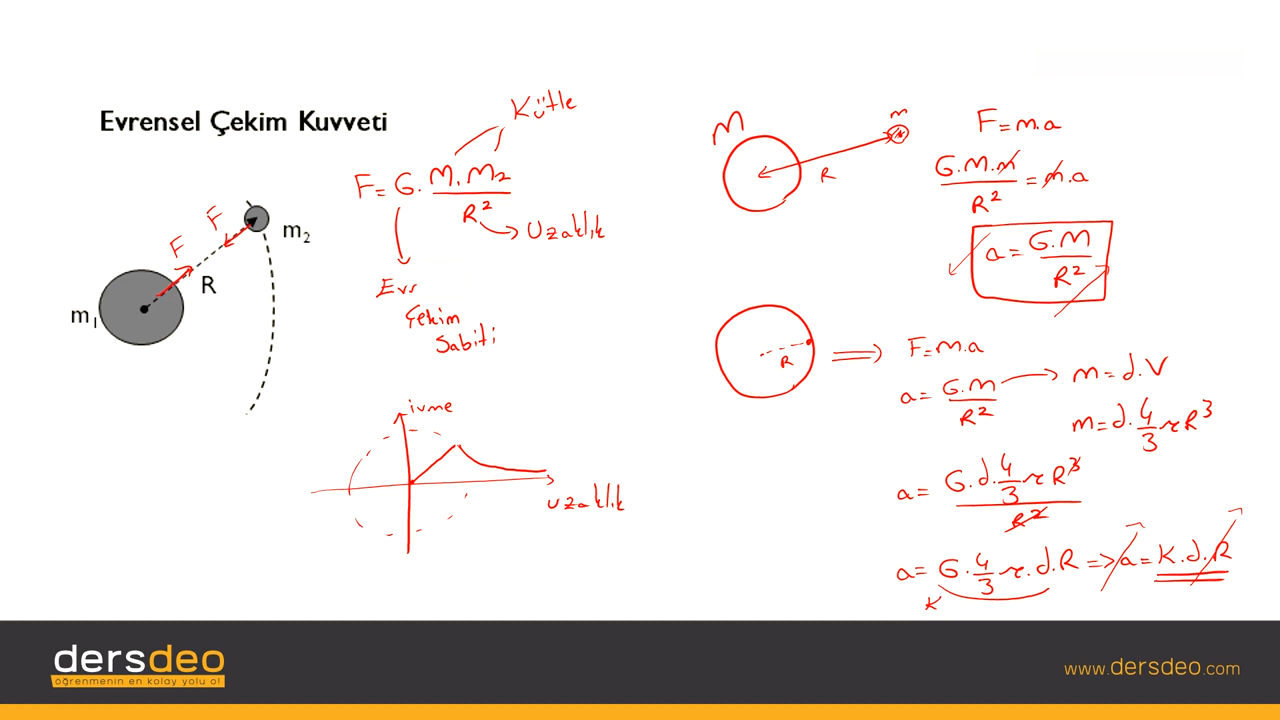 Evrensel Çekim Kuvveti
Kütle
F = G. M1.M2 / R²
Uzaklık
Evr
Çekim
Sabiti
F
F
m2
R
m1
ivme
uzaklık
M
m
R
F = m.a
G.M.m / R² = m.a
a = G.M / R²
R
F = m.a
a = G.M / R²
m = d.V
m = d. 4/3 π R³
a = G.d. 4/3 π R³ / R²
a = G. 4/3 π.d.R => a = K.d.R
K
dersdeo
öğrenmenin en kolay yolu o!
www.dersdeo.com